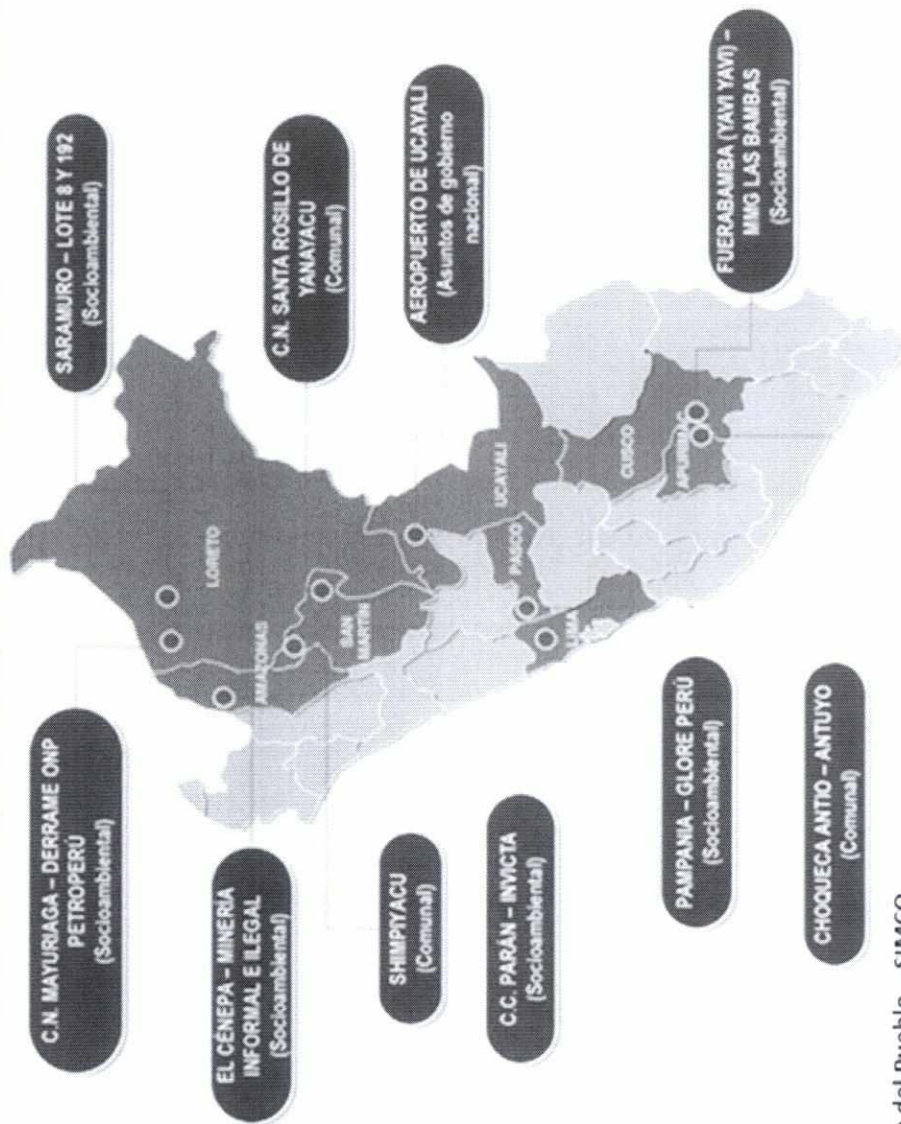 C.N. MAYURIAGA – DERRAME ONP
PETROPERÚ
(Socioambiental)
EL CÉNEPA – MINERÍA
INFORMAL E ILEGAL
(Socioambiental)
SHIMPIYACU
(Comunal)
C.C. PARÁN – INVICTA
(Socioambiental)
PAMPANIA – GLORE PERÚ
(Socioambiental)
CHOQUECA ANTIO – ANTUYO
(Comunal)
SARAMURO – LOTE 8 Y 192
(Socioambiental)
C.N. SANTA ROSILLO DE
YANAYACU
(Comunal)
AEROPUERTO DE UCAYALI
(Asuntos de gobierno
nacional)
FUERABAMBA (YAVI YAVI) –
MMG LAS BAMBAS
(Socioambiental)
LORETO
AMAZONAS
SAN
MARTÍN
UCAYALI
PASCO
LIMA
CUSCO
APURÍMAC
del Pueblo – SIMCO